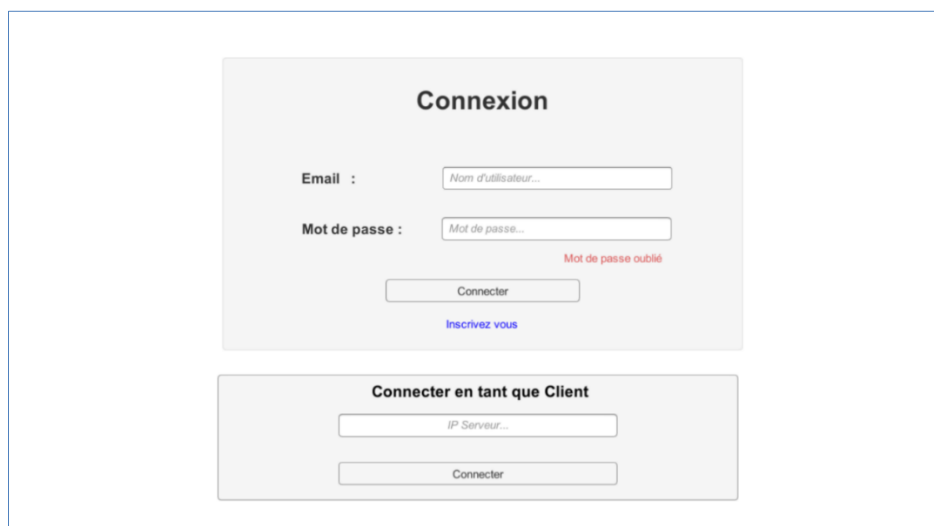 Connexion
Email :
Nom d'utilisateur...
Mot de passe :
Mot de passe...
Mot de passe oublié
Connecter
Inscrivez vous
Connecter en tant que Client
IP Serveur...
Connecter